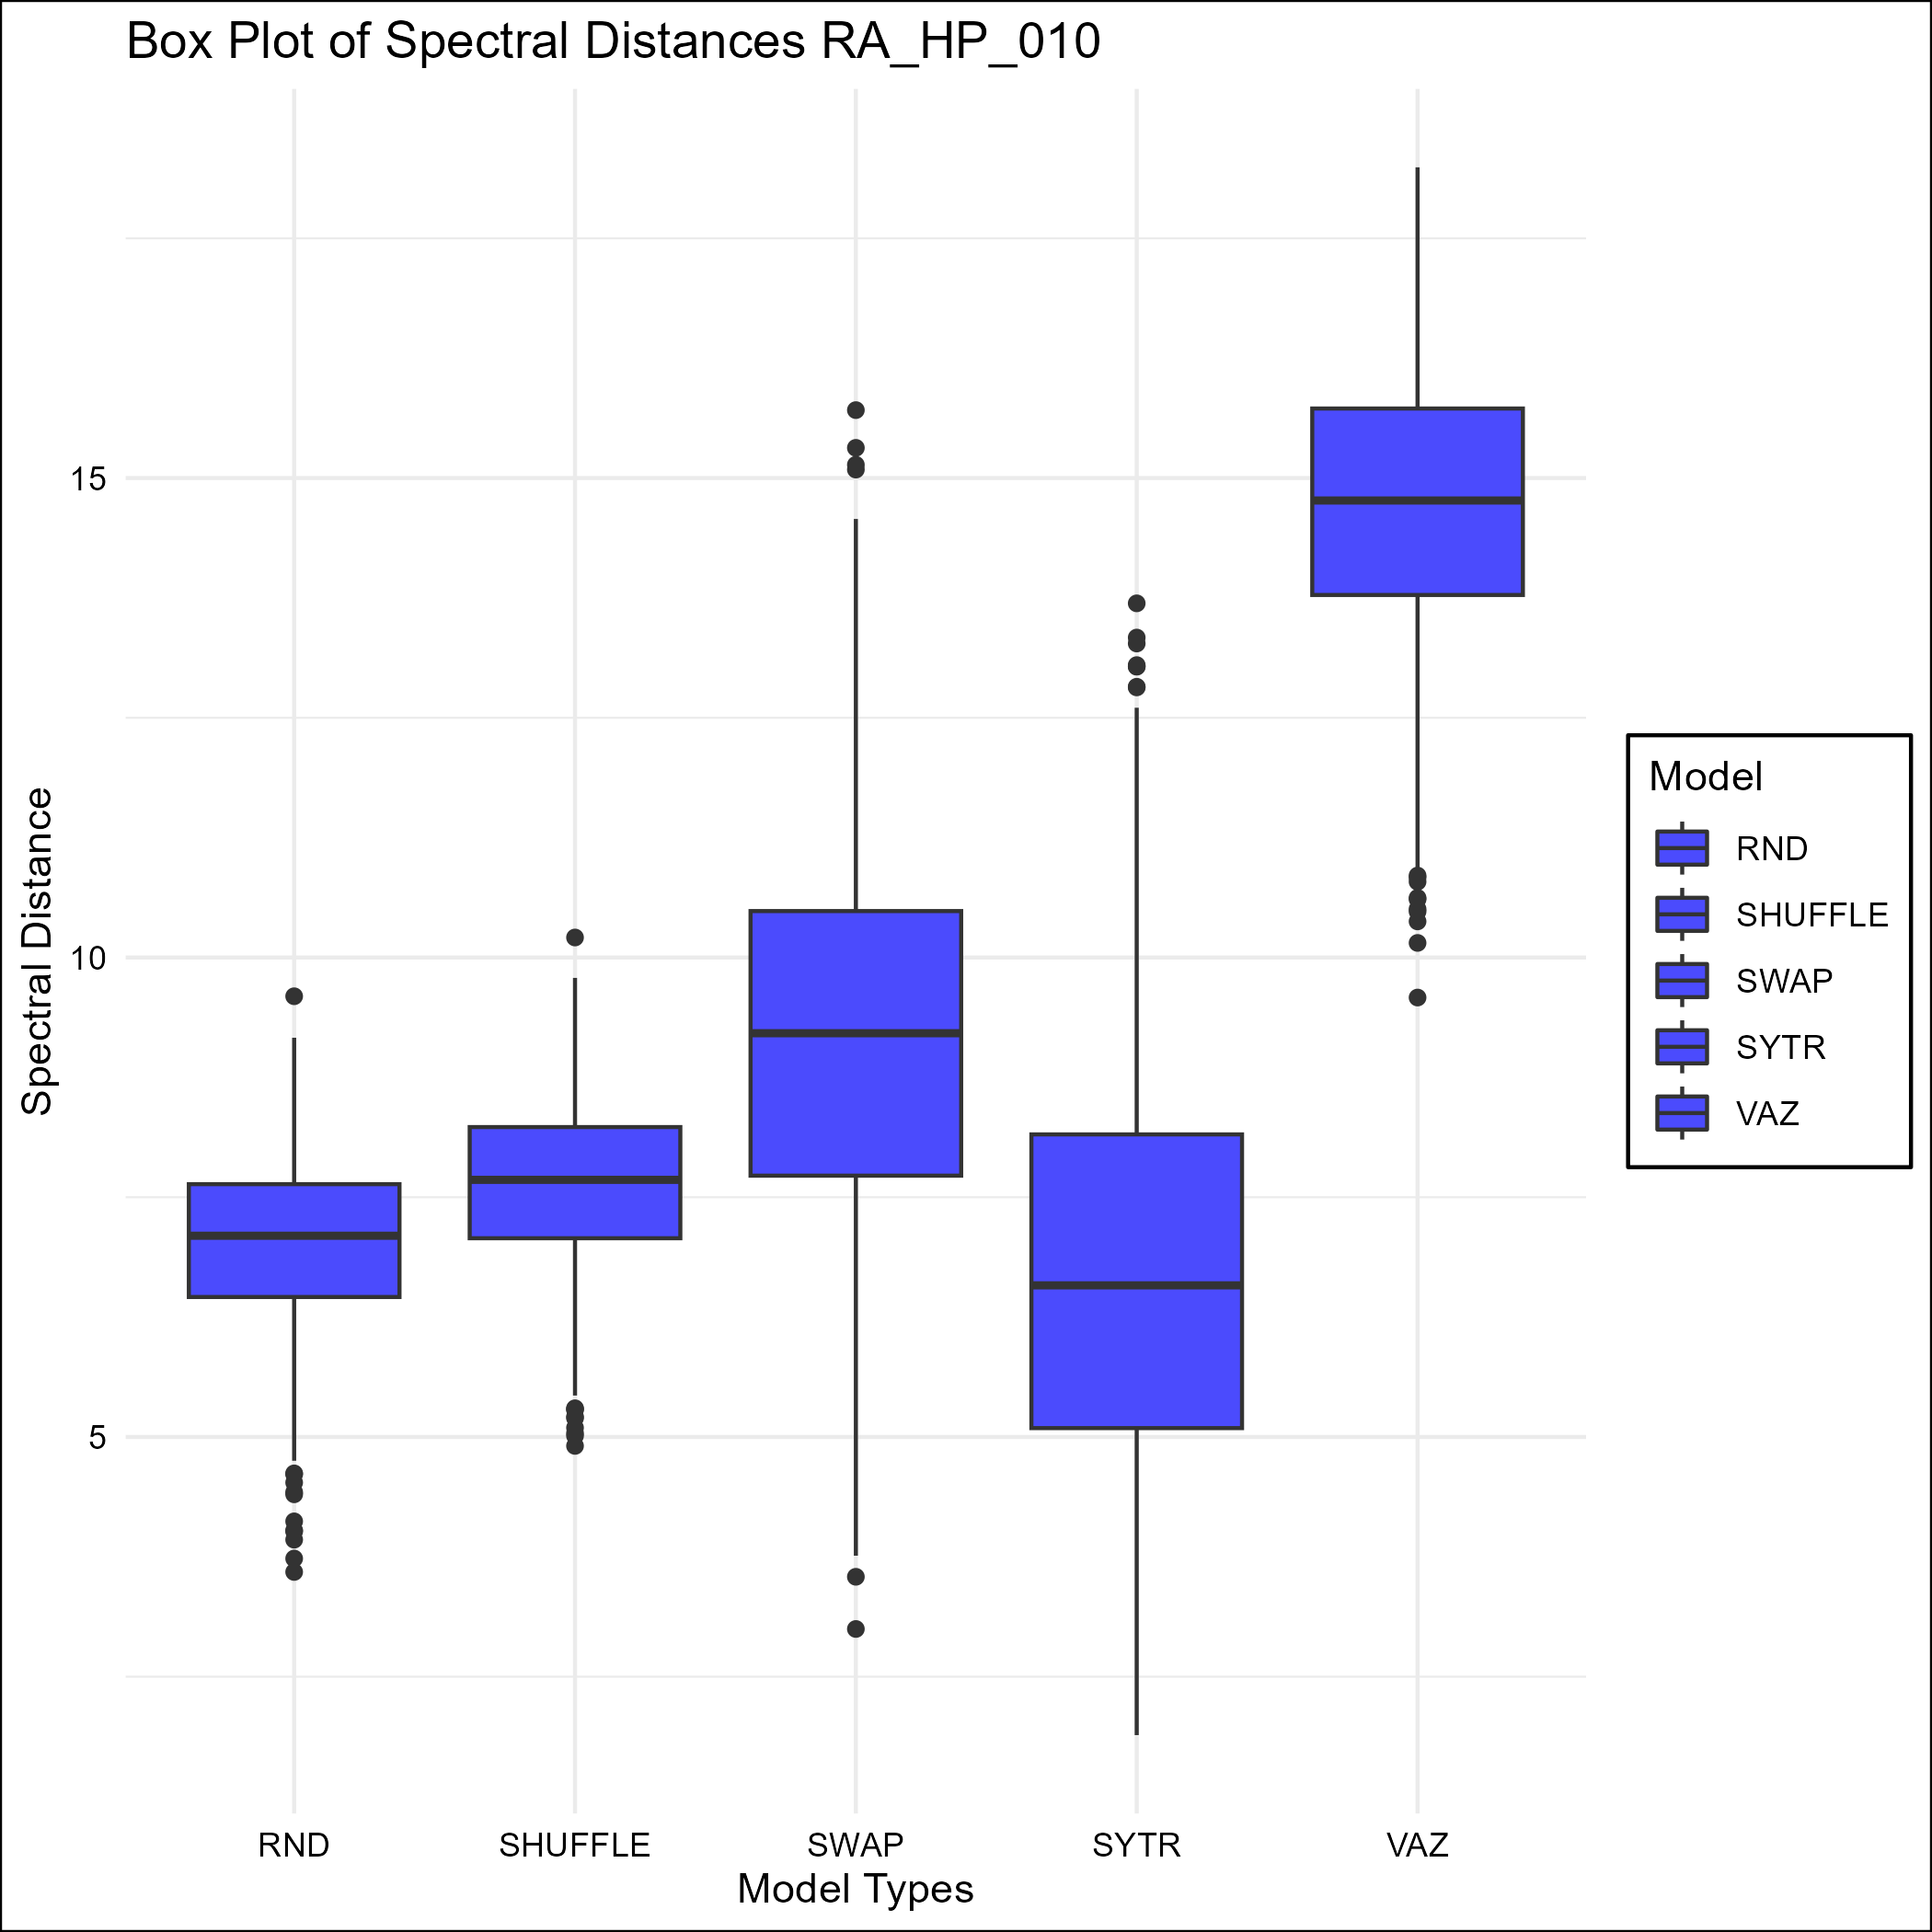 Box Plot of Spectral Distances RA_HP_010
Spectral Distance
15
10
5
RND
SHUFFLE
SWAP
SYTR
VAZ
Model Types
Model
RND
SHUFFLE
SWAP
SYTR
VAZ